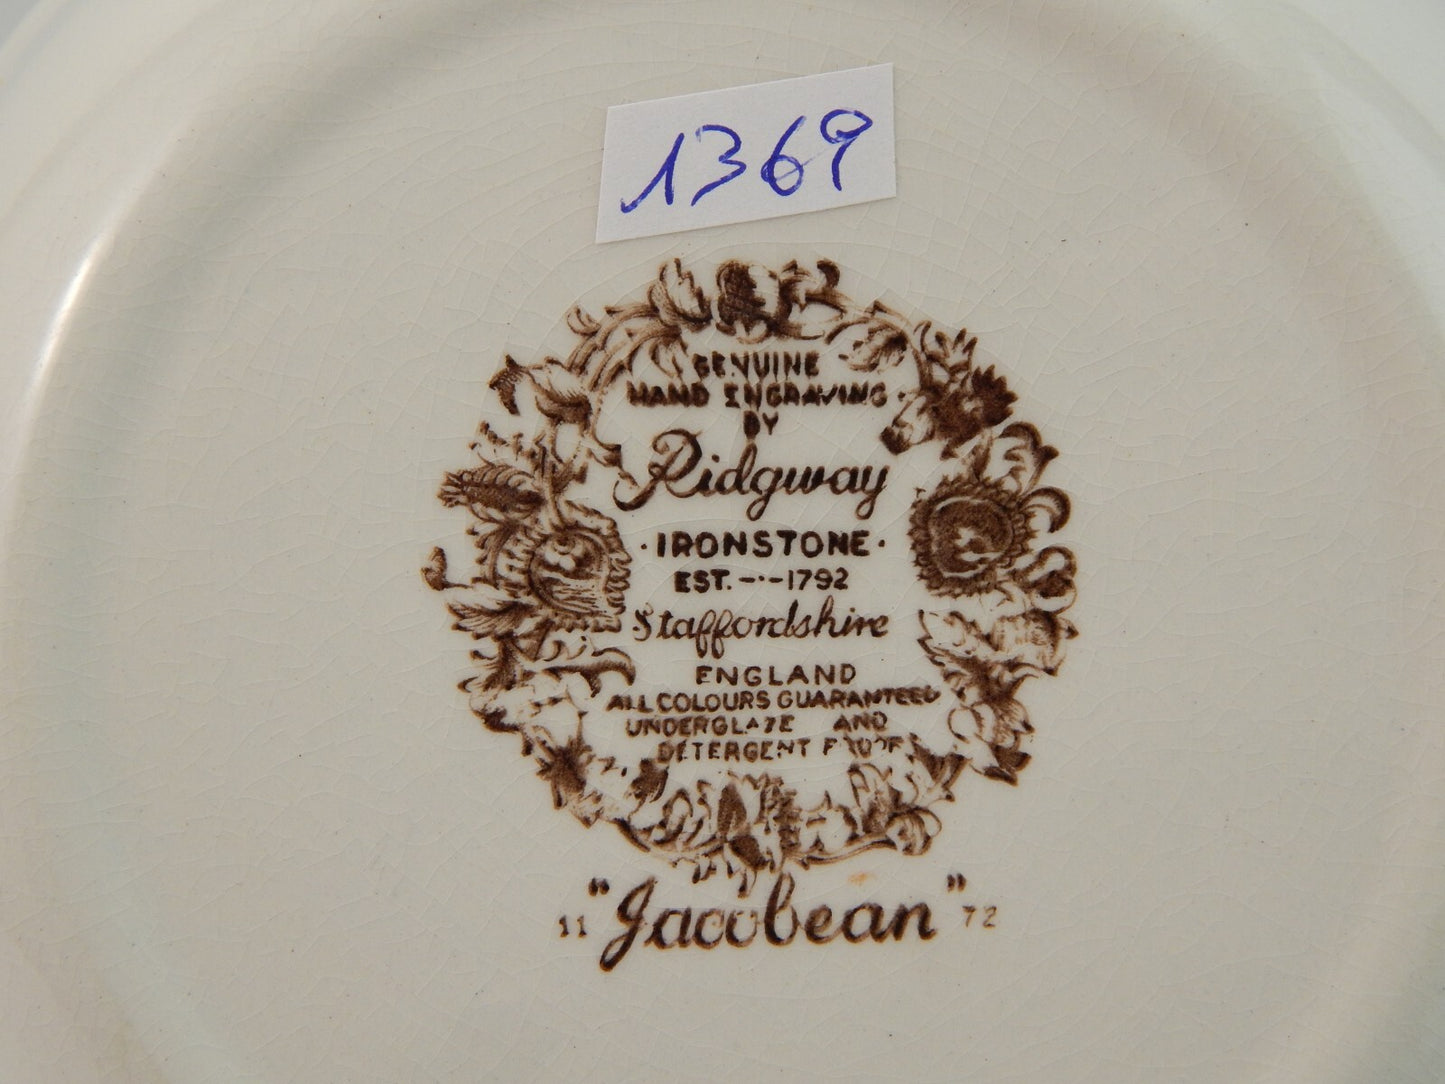 1369
GENUINE
HAND ENGRAVING
BY
Ridgway
· IRONSTONE ·
EST. -·- 1792
Staffordshire
ENGLAND
ALL COLOURS GUARANTEED
UNDERGLAZE AND
DETERGENT PROOF
11 "Jacobean" 72